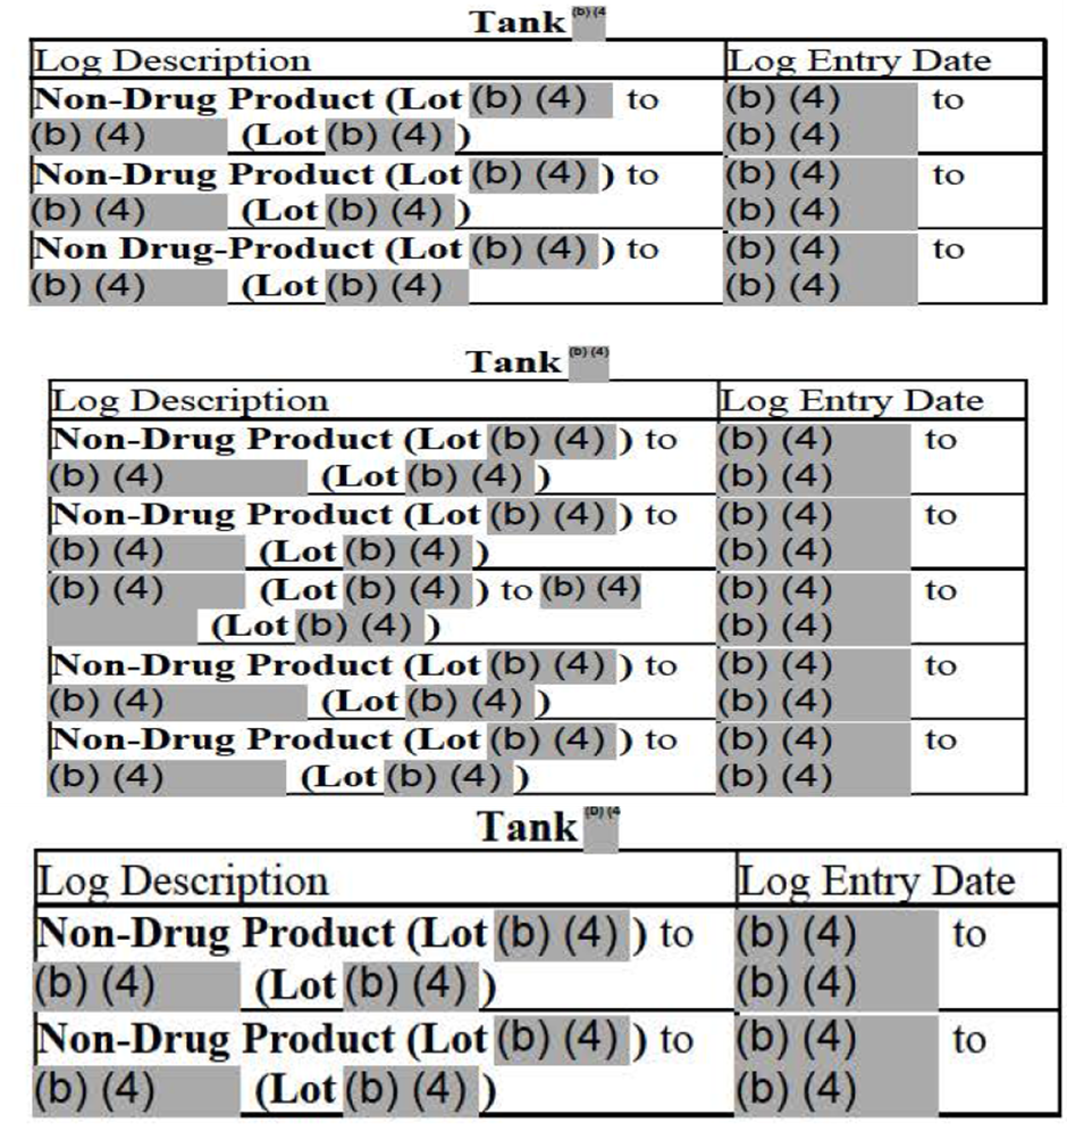 Tank (b) (4
Log Description Log Entry Date
Non-Drug Product (Lot (b) (4) to (b) (4) to
(b) (4) (Lot (b) (4) ) (b) (4)
Non-Drug Product (Lot (b) (4) ) to (b) (4) to
(b) (4) (Lot (b) (4) ) (b) (4)
Non Drug-Product (Lot (b) (4) ) to (b) (4) to
(b) (4) (Lot (b) (4) (b) (4)
Tank (b) (4)
Log Description Log Entry Date
Non-Drug Product (Lot (b) (4) ) to (b) (4) to
(b) (4) (Lot (b) (4) ) (b) (4)
Non-Drug Product (Lot (b) (4) ) to (b) (4) to
(b) (4) (Lot (b) (4) ) (b) (4)
(b) (4) (Lot (b) (4) ) to (b) (4) (b) (4) to
(Lot (b) (4) ) (b) (4)
Non-Drug Product (Lot (b) (4) ) to (b) (4) to
(b) (4) (Lot (b) (4) ) (b) (4)
Non-Drug Product (Lot (b) (4) ) to (b) (4) to
(b) (4) (Lot (b) (4) ) (b) (4)
Tank (b) (4
Log Description Log Entry Date
Non-Drug Product (Lot (b) (4) ) to (b) (4) to
(b) (4) (Lot (b) (4) ) (b) (4)
Non-Drug Product (Lot (b) (4) ) to (b) (4) to
(b) (4) (Lot (b) (4) ) (b) (4)